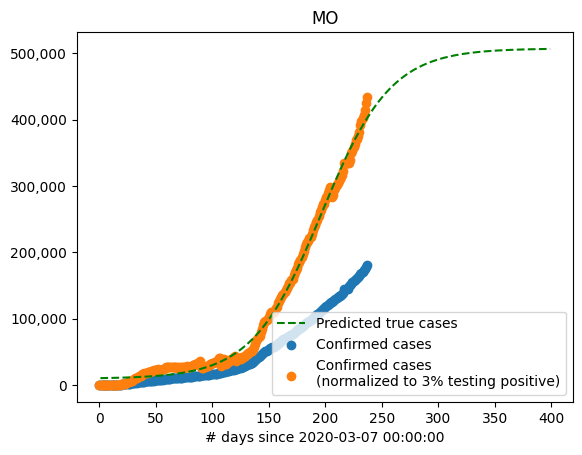 MO
500,000
400,000
300,000
200,000
100,000
0
Predicted true cases
Confirmed cases
Confirmed cases
(normalized to 3% testing positive)
0 50 100 150 200 250 300 350 400
# days since 2020-03-07 00:00:00